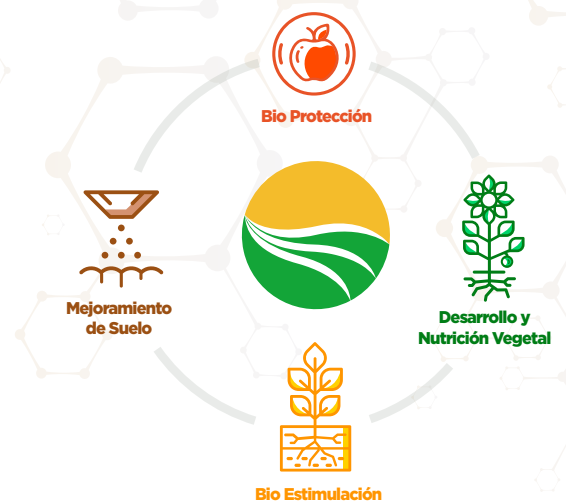 Bio Protección
Mejoramiento
de Suelo
Desarrollo y
Nutrición Vegetal
Bio Estimulación